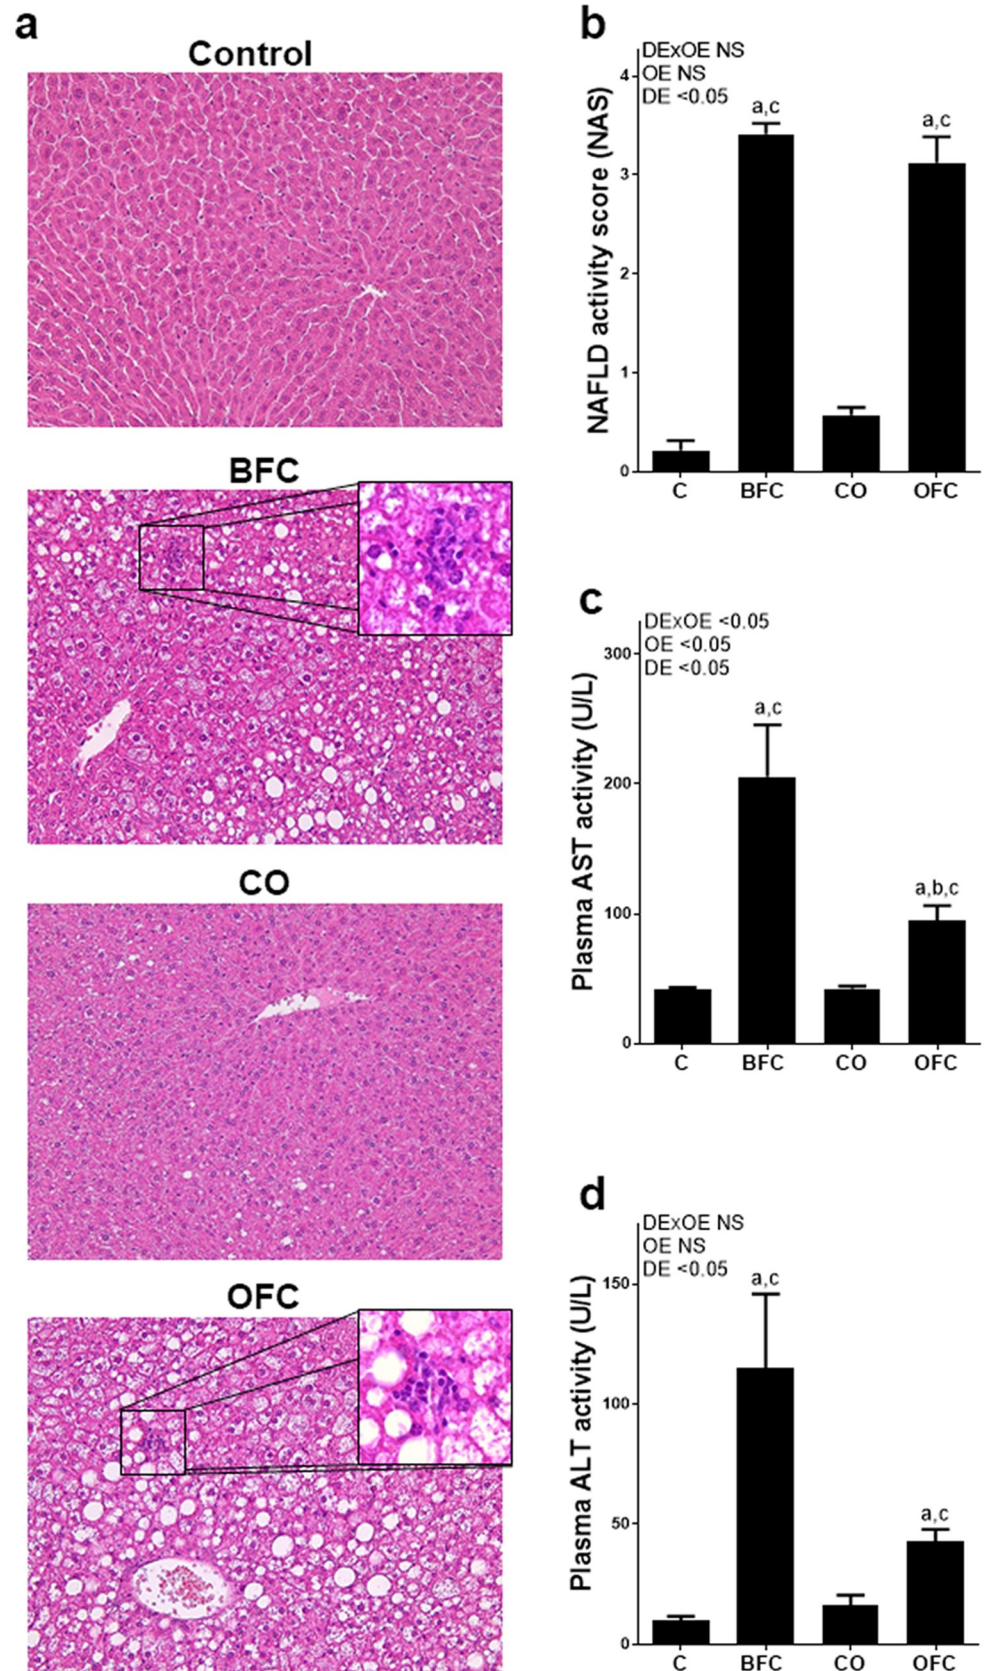 a
Control
BFC
CO
OFC
b
DExOE NS
OE NS
DE <0.05
NAFLD activity score (NAS)
4
3
2
1
0
a,c
a,c
C BFC CO OFC
c
DExOE <0.05
OE <0.05
DE <0.05
Plasma AST activity (U/L)
300
200
100
0
a,c
a,b,c
C BFC CO OFC
d
DExOE NS
OE NS
DE <0.05
Plasma ALT activity (U/L)
150
100
50
0
a,c
a,c
C BFC CO OFC